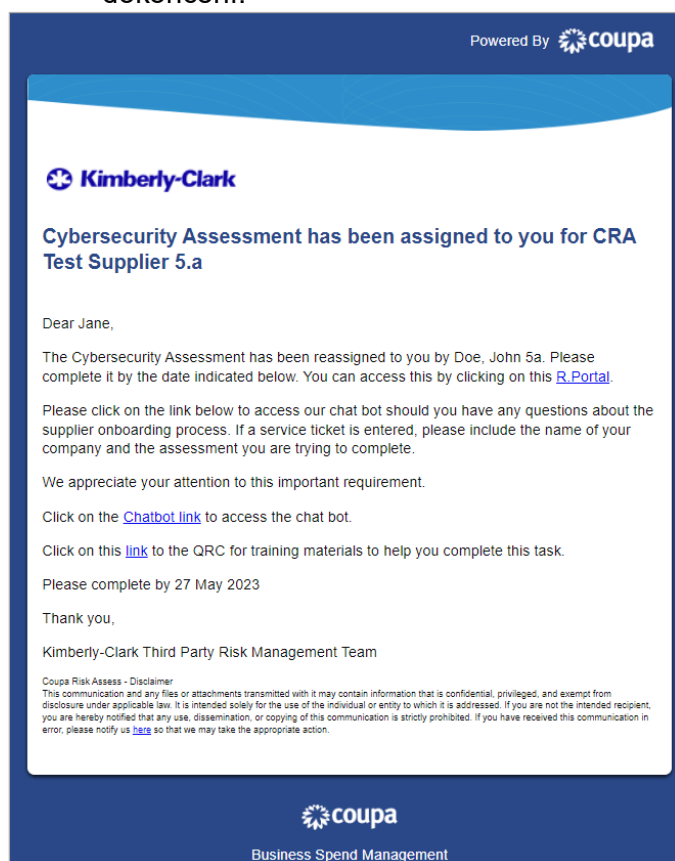 Powered By coupa
Kimberly-Clark
Cybersecurity Assessment has been assigned to you for CRA
Test Supplier 5.a
Dear Jane,
The Cybersecurity Assessment has been reassigned to you by Doe, John 5a. Please
complete it by the date indicated below. You can access this by clicking on this R.Portal.
Please click on the link below to access our chat bot should you have any questions about the
supplier onboarding process. If a service ticket is entered, please include the name of your
company and the assessment you are trying to complete.
We appreciate your attention to this important requirement.
Click on the Chatbot link to access the chat bot.
Click on this link to the QRC for training materials to help you complete this task.
Please complete by 27 May 2023
Thank you,
Kimberly-Clark Third Party Risk Management Team
Coupa Risk Assess - Disclaimer
This communication and any files or attachments transmitted with it may contain information that is confidential, privileged, and exempt from
disclosure under applicable law. It is intended solely for the use of the individual or entity to which it is addressed. If you are not the intended recipient,
you are hereby notified that any use, dissemination, or copying of this communication is strictly prohibited. If you have received this communication in
error, please notify us here so that we may take the appropriate action.
coupa
Business Spend Management